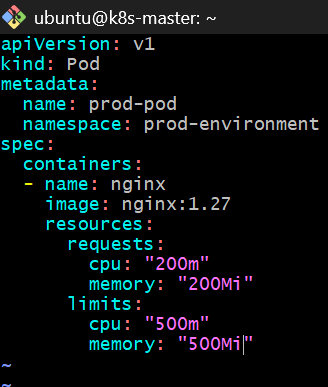 ubuntu@k8s-master: ~
apiVersion: v1
kind: Pod
metadata:
  name: prod-pod
  namespace: prod-environment
spec:
  containers:
  - name: nginx
    image: nginx:1.27
    resources:
      requests:
        cpu: "200m"
        memory: "200Mi"
      limits:
        cpu: "500m"
        memory: "500Mi"
~
~